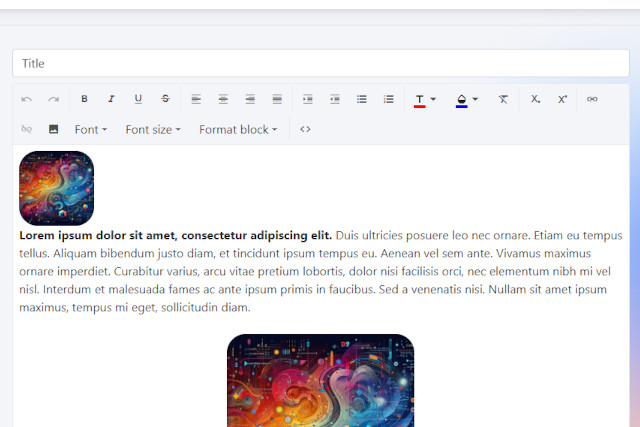 Title
B I U S T X₂ X²
Font Font size Format block <>
Lorem ipsum dolor sit amet, consectetur adipiscing elit. Duis ultricies posuere leo nec ornare. Etiam eu tempus
tellus. Aliquam bibendum justo diam, et tincidunt ipsum tempus eu. Aenean vel sem ante. Vivamus maximus
ornare imperdiet. Curabitur varius, arcu vitae pretium lobortis, dolor nisi facilisis orci, nec elementum nibh mi vel
nisl. Interdum et malesuada fames ac ante ipsum primis in faucibus. Sed a venenatis nisi. Nullam sit amet ipsum
maximus, tempus mi eget, sollicitudin diam.